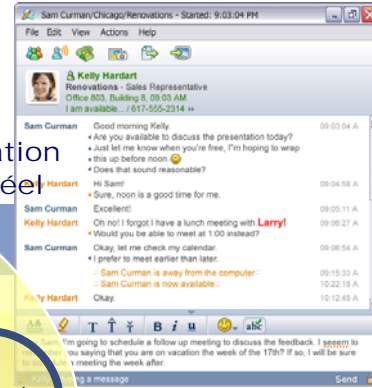 Sam Curman/Chicago/Renovations - Started: 9:03:04 PM
File Edit View Actions Help
Kelly Hardart
Renovations - Sales Representative
Office 803, Building 8, 09:03 AM
I am available... / 617-555-2314
Sam Curman Good morning Kelly. 09:03:04 A
Are you available to discuss the presentation today?
Just let me know when you're free, I'm hoping to wrap
this up before noon.
Does that sound reasonable?
ation
Kelly Hardart Hi Sam! 09:04:58 A
Sure, noon is a good time for me.
éel
Sam Curman Excellent! 09:05:11 A
Kelly Hardart Oh no! I forgot I have a lunch meeting with Larry! 09:06:27 A
Would you be able to meet at 1:00 instead?
Sam Curman Okay, let me check my calendar. 09:06:54 A
I prefer to meet earlier than later.
:: Sam Curman is away from the computer :: 09:15:33 A
:: Sam Curman is now available :: 10:22:15 A
Hardart Okay. 10:12:45 A
T T T B i u abc
Sam, I'm going to schedule a follow up meeting to discuss the feedback. I seeem to
you saying that you are on vacation the week of the 17th? If so, I will be sure
to schedule meeting the week after.
a message Send